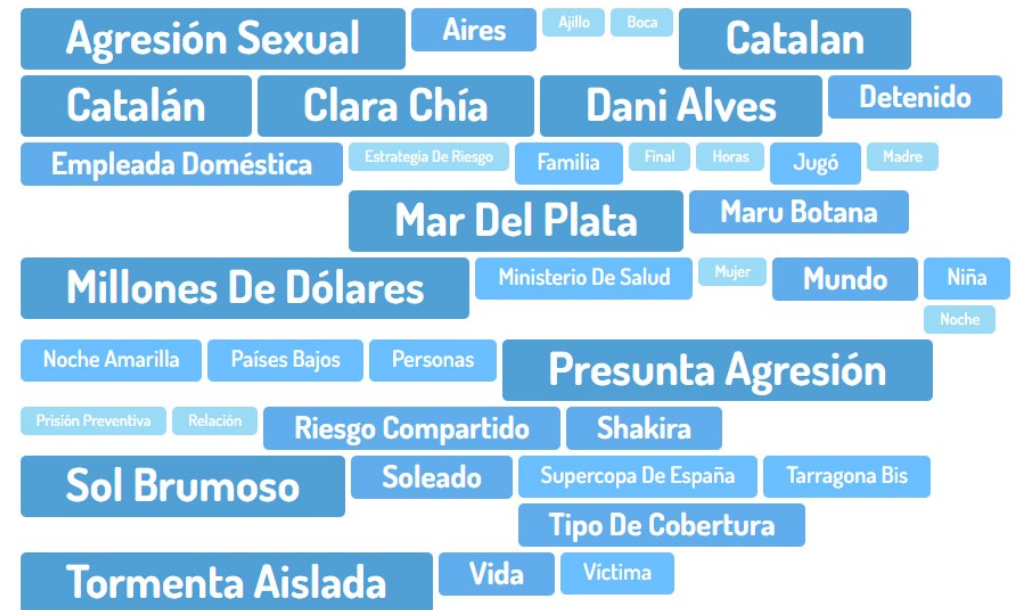 Agresión Sexual Aires Ajillo Boca Catalan
Catalán Clara Chía Dani Alves Detenido
Empleada Doméstica Estrategia De Riesgo Familia Final Horas Jugó Madre
Mar Del Plata Maru Botana
Millones De Dólares Ministerio De Salud Mujer Mundo Niña
Noche
Noche Amarilla Países Bajos Personas Presunta Agresión
Prisión Preventiva Relación Riesgo Compartido Shakira
Sol Brumoso Soleado Supercopa De España Tarragona Bis
Tipo De Cobertura
Tormenta Aislada Vida Víctima